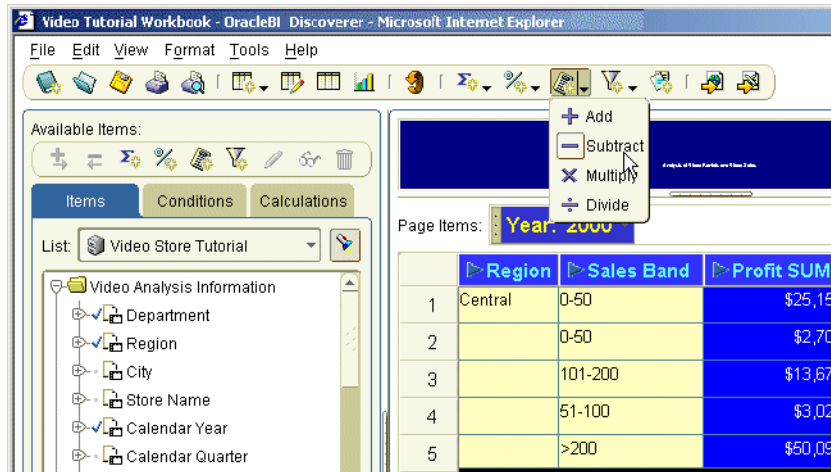 Video Tutorial Workbook - OracleBI Discoverer - Microsoft Internet Explorer
File Edit View Format Tools Help
Available Items:
Items Conditions Calculations
List: Video Store Tutorial
Video Analysis Information
Department
Region
City
Store Name
Calendar Year
Calendar Quarter
Add
Subtract
Multiply
Divide
Page Items: Year: 2000
Region Sales Band Profit SUM
1 Central 0-50 $25,15
2 0-50 $2,70
3 101-200 $13,67
4 51-100 $3,02
5 >200 $50,09